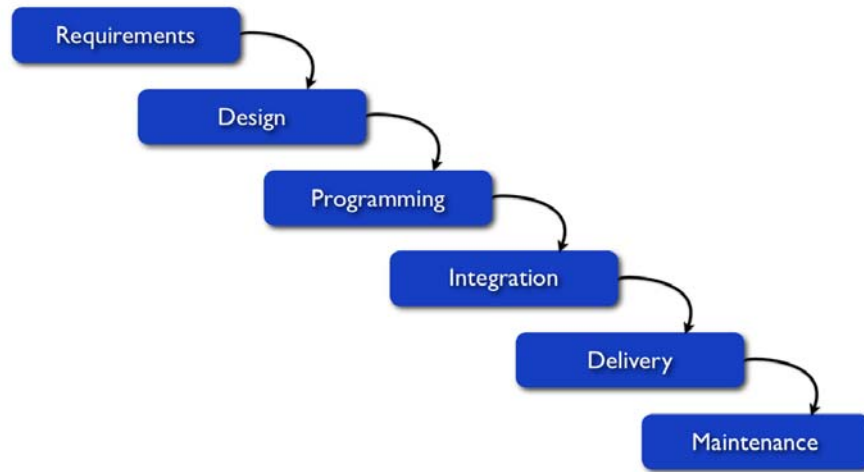 Requirements
Design
Programming
Integration
Delivery
Maintenance